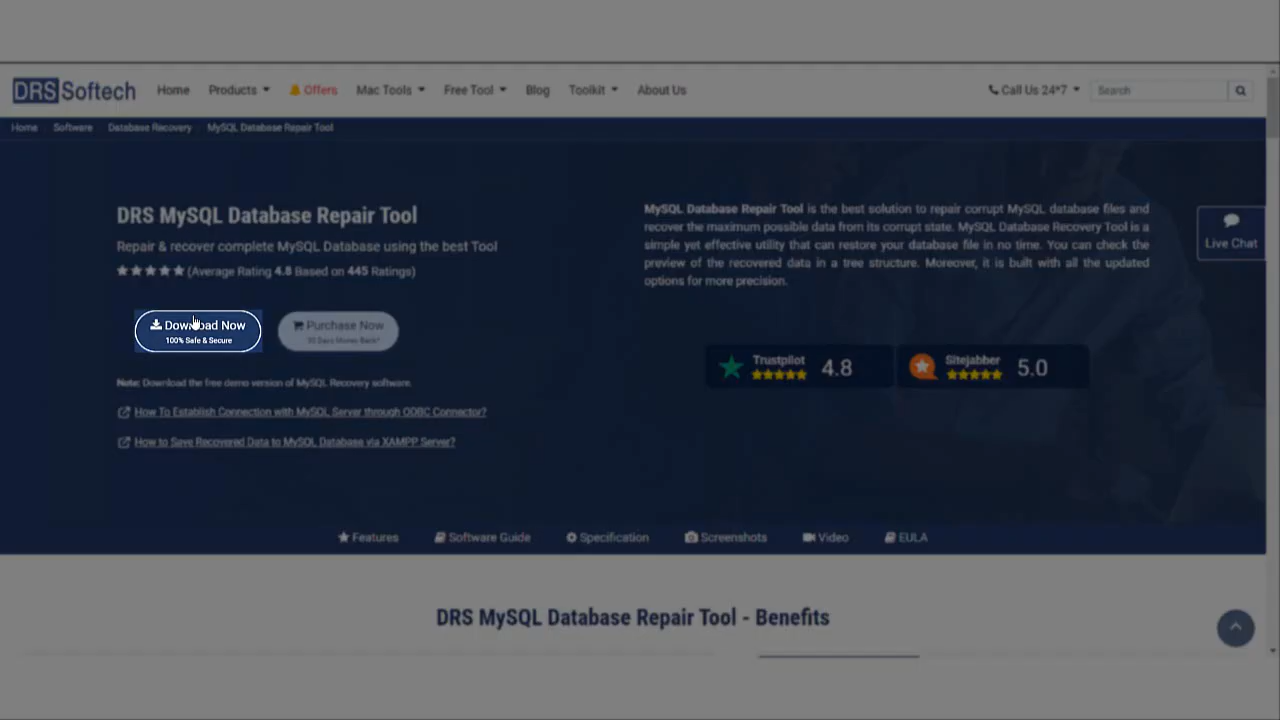 DRS Softech
Home Products Offers Mac Tools Free Tool Blog Toolkit About Us Call Us 24*7 Search
Home Software Database Recovery MySQL Database Repair Tool
DRS MySQL Database Repair Tool
Repair & recover complete MySQL Database using the best Tool
(Average Rating 4.8 Based on 445 Ratings)
Download Now
100% Safe & Secure
Purchase Now
30 Days Money Back*
Note: Download the free demo version of MySQL Recovery software.
How To Establish Connection with MySQL Server through ODBC Connector?
How to Save Recovered Data to MySQL Database via XAMPP Server?
MySQL Database Repair Tool is the best solution to repair corrupt MySQL database files and
recover the maximum possible data from its corrupt state. MySQL Database Recovery Tool is a
simple yet effective utility that can restore your database file in no time. You can check the
preview of the recovered data in a tree structure. Moreover, it is built with all the updated
options for more precision.
Trustpilot 4.8
Sitejabber 5.0
Live Chat
Features Software Guide Specification Screenshots Video EULA
DRS MySQL Database Repair Tool - Benefits